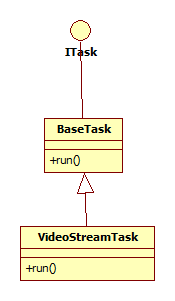 ITask
BaseTask
+run()
VideoStreamTask
+run()